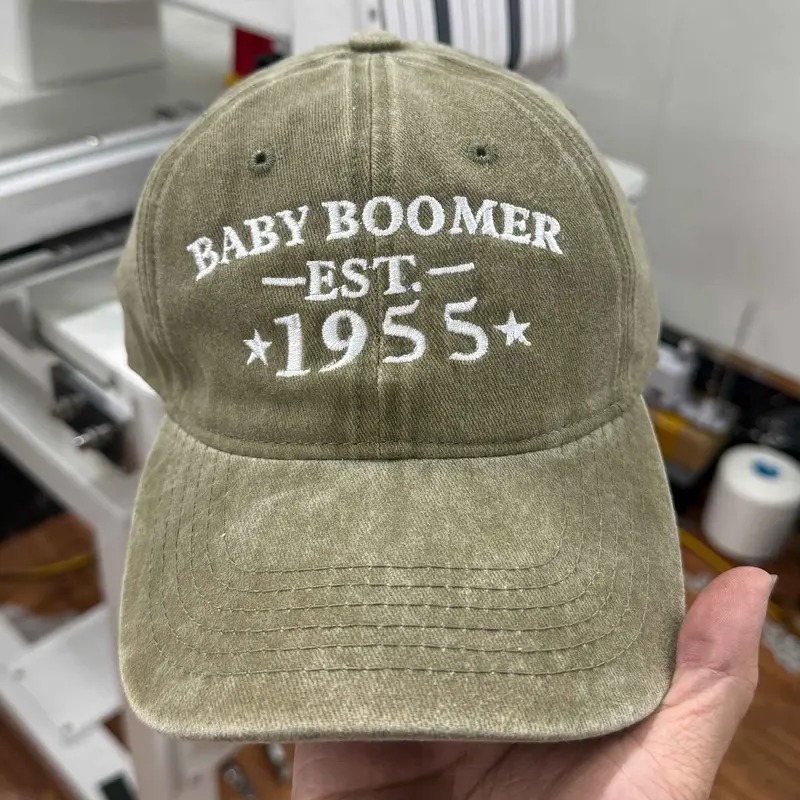 BABY BOOMER
—EST.—
★1955★